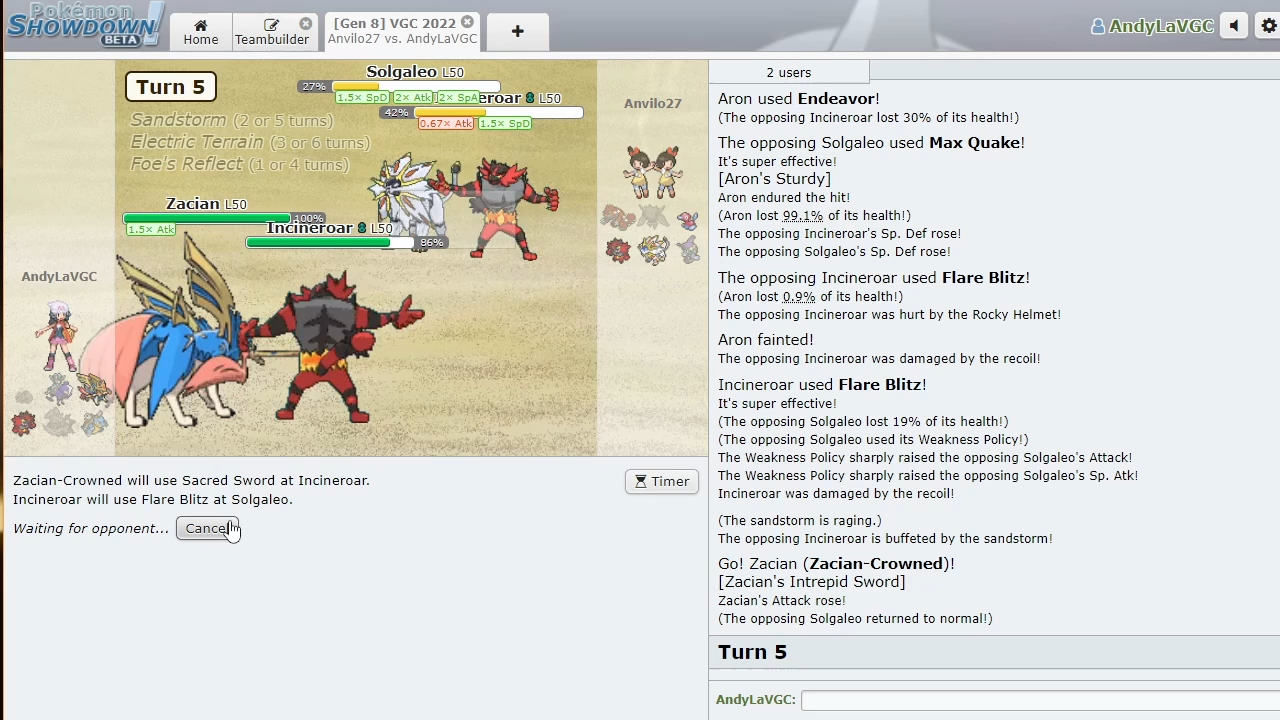 Pokémon
SHOWDOWN!
BETA
Home
Teambuilder
[Gen 8] VGC 2022
Anvilo27 vs. AndyLaVGC
+
AndyLaVGC
Turn 5
Sandstorm (2 or 5 turns)
Electric Terrain (3 or 6 turns)
Foe's Reflect (1 or 4 turns)
Solgaleo L50
27%
1.5× SpD 2× Atk 2× SpA
eroar L50
42%
0.67× Atk 1.5× SpD
Zacian L50
100%
1.5× Atk
Incineroar L50
86%
Anvilo27
AndyLaVGC
Zacian-Crowned will use Sacred Sword at Incineroar.
Incineroar will use Flare Blitz at Solgaleo.
Waiting for opponent... Cancel
Timer
2 users
Aron used Endeavor!
(The opposing Incineroar lost 30% of its health!)
The opposing Solgaleo used Max Quake!
It's super effective!
[Aron's Sturdy]
Aron endured the hit!
(Aron lost 99.1% of its health!)
The opposing Incineroar's Sp. Def rose!
The opposing Solgaleo's Sp. Def rose!
The opposing Incineroar used Flare Blitz!
(Aron lost 0.9% of its health!)
The opposing Incineroar was hurt by the Rocky Helmet!
Aron fainted!
The opposing Incineroar was damaged by the recoil!
Incineroar used Flare Blitz!
It's super effective!
(The opposing Solgaleo lost 19% of its health!)
(The opposing Solgaleo used its Weakness Policy!)
The Weakness Policy sharply raised the opposing Solgaleo's Attack!
The Weakness Policy sharply raised the opposing Solgaleo's Sp. Atk!
Incineroar was damaged by the recoil!
(The sandstorm is raging.)
The opposing Incineroar is buffeted by the sandstorm!
Go! Zacian (Zacian-Crowned)!
[Zacian's Intrepid Sword]
Zacian's Attack rose!
(The opposing Solgaleo returned to normal!)
Turn 5
AndyLaVGC: